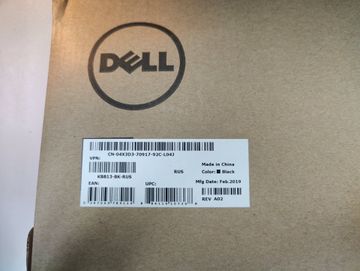 DELL
CN-04X3D3-70917-92C-L04J
VPN:
Made in China
RUS
Color: Black
KB813-BK-RUS
Mfg Date: Feb.2019
EAN:
UPC:
REV A02